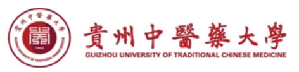 貴州中醫藥大學
GUIZHOU UNIVERSITY OF TRADITIONAL CHINESE MEDICINE